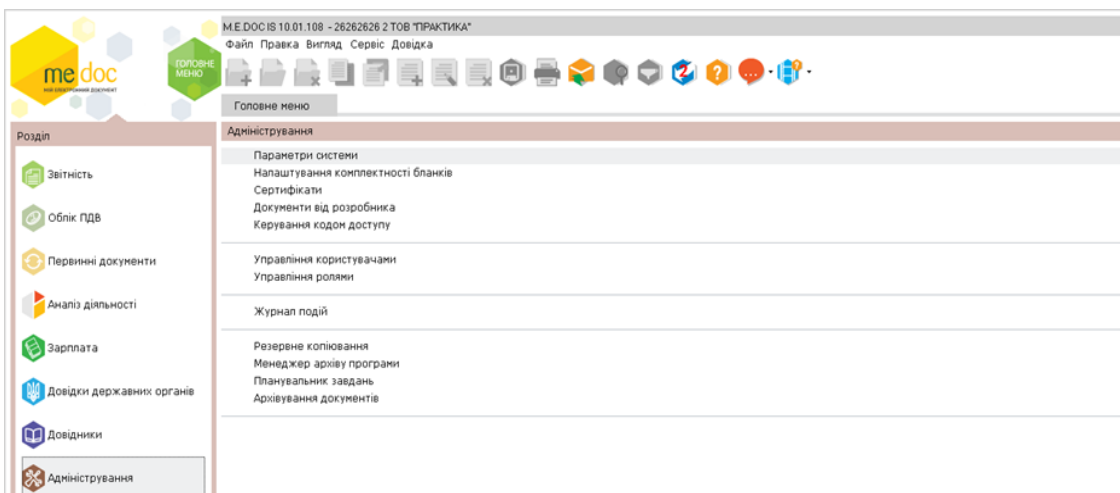 M.E.DOC IS 10.01.108 - 26262626 2 ТОВ "ПРАКТИКА"
Файл Правка Вигляд Сервіс Довідка
me doc
МІЙ ЕЛЕКТРОННИЙ ДОКУМЕНТ
ГОЛОВНЕ
МЕНЮ
Головне меню
Розділ
Звітність
Облік ПДВ
Первинні документи
Аналіз діяльності
Зарплата
Довідки державних органів
Довідники
Адміністрування
Адміністрування
Параметри системи
Налаштування комплектності бланків
Сертифікати
Документи від розробника
Керування кодом доступу
Управління користувачами
Управління ролями
Журнал подій
Резервне копіювання
Менеджер архіву програми
Планувальник завдань
Архівування документів